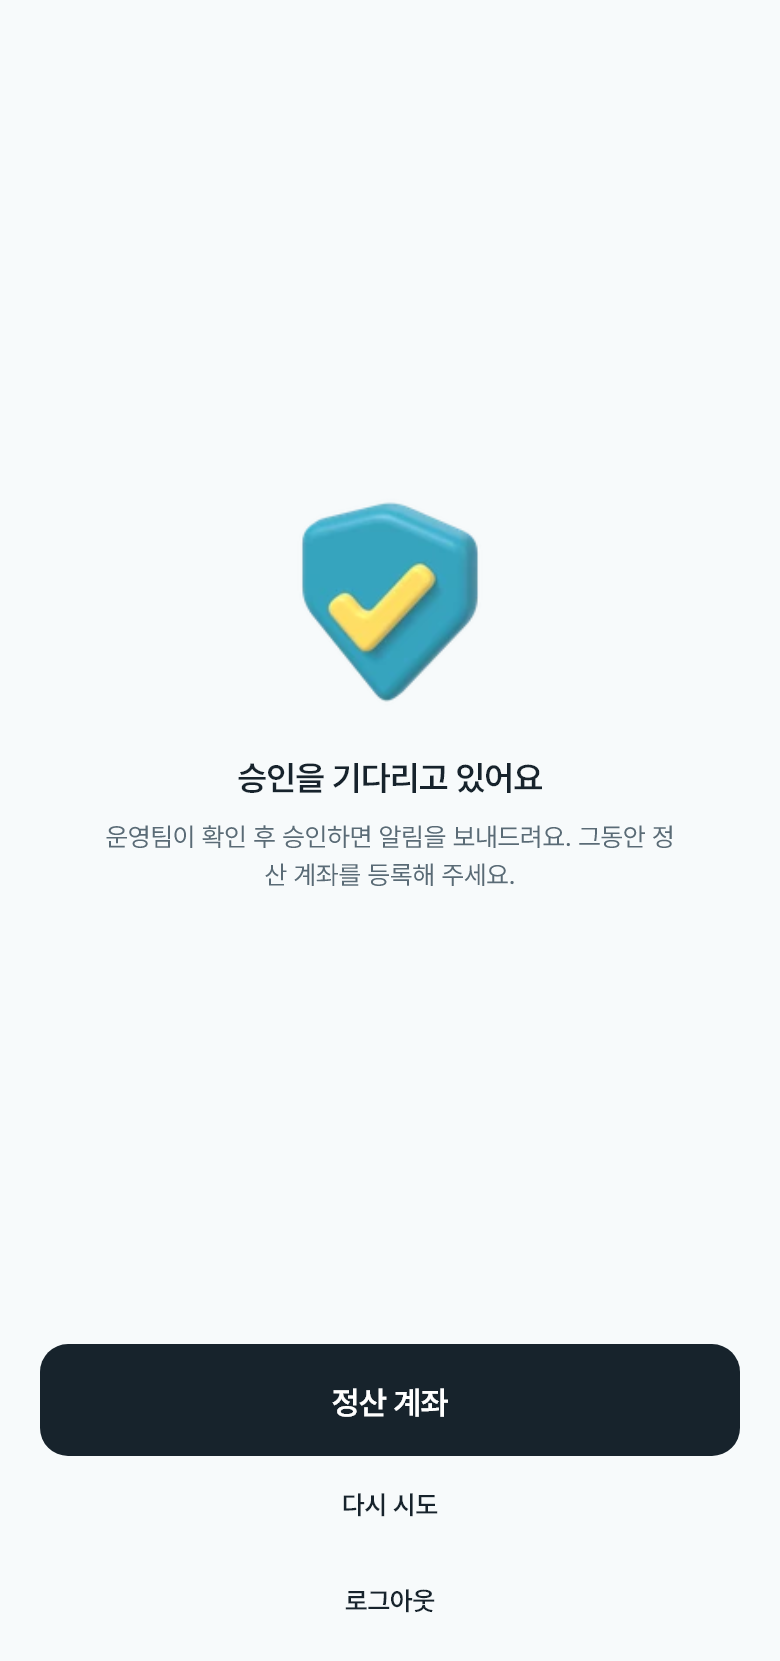 승인을 기다리고 있어요
운영팀이 확인 후 승인하면 알림을 보내드려요. 그동안 정
산 계좌를 등록해 주세요.
정산 계좌
다시 시도
로그아웃